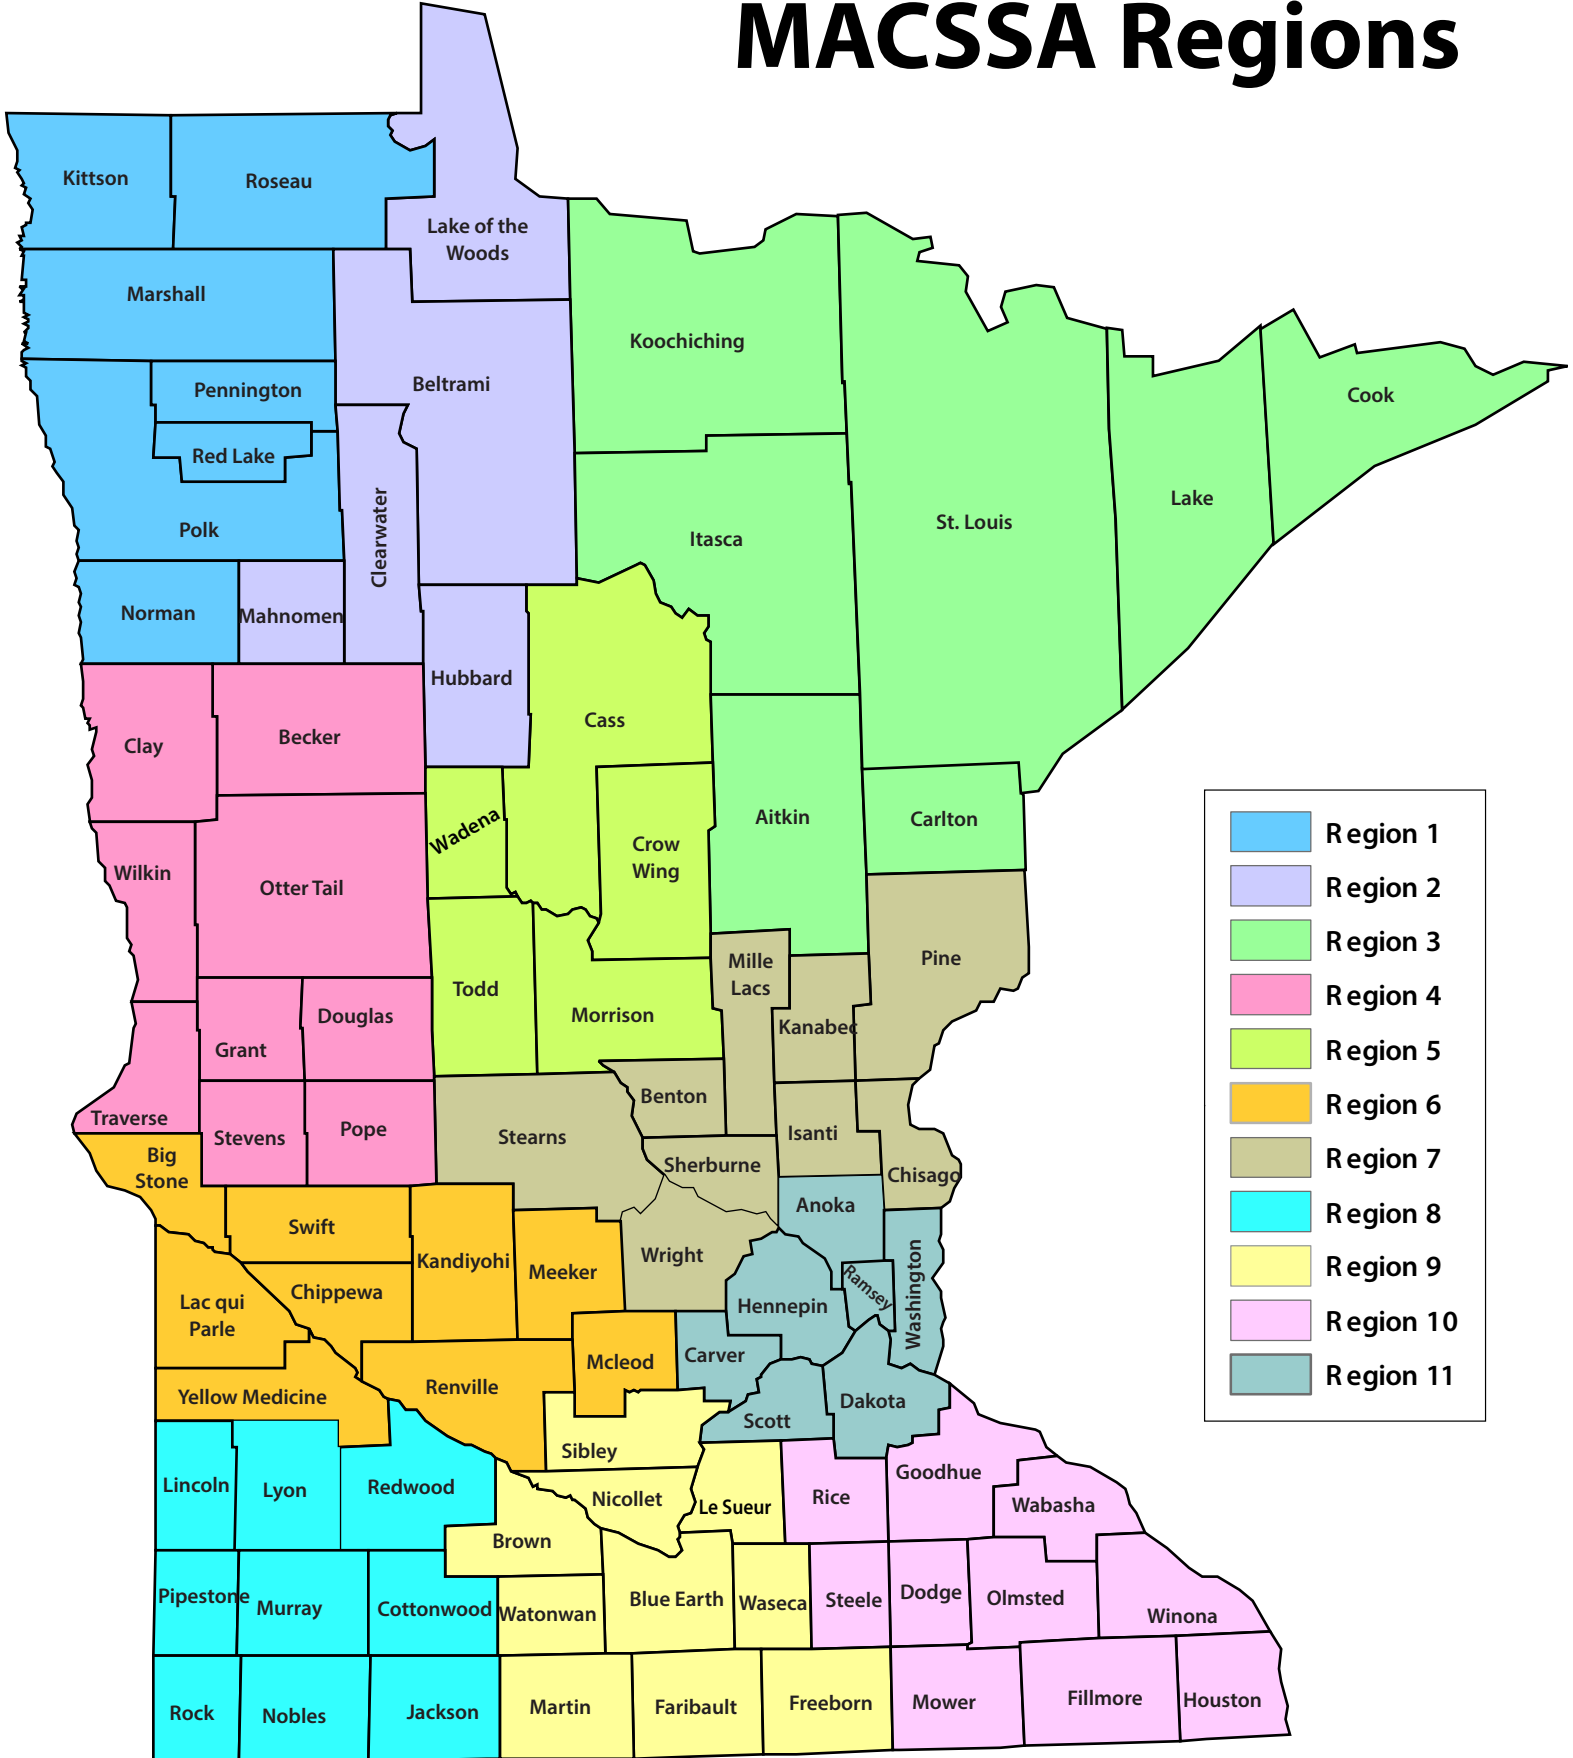 MACSSA Regions
Kittson
Roseau
Lake of the
Woods
Marshall
Koochiching
Beltrami
Pennington
Cook
Red Lake
Lake
St. Louis
Polk
Itasca
Clearwater
Norman
Mahnomen
Hubbard
Cass
Clay
Becker
Wadena
Aitkin
Carlton
Crow
Wing
Wilkin
Otter Tail
Pine
Mille
Lacs
Todd
Morrison
Douglas
Kanabec
Grant
Benton
Traverse
Stevens
Pope
Stearns
Isanti
Big
Stone
Sherburne
Chisago
Anoka
Swift
Wright
Kandiyohi
Meeker
Chippewa
Ramsey
Washington
Lac qui
Parle
Hennepin
Mcleod
Carver
Renville
Yellow Medicine
Dakota
Scott
Sibley
Goodhue
Lincoln
Lyon
Redwood
Nicollet
Le Sueur
Rice
Wabasha
Brown
Pipestone
Murray
Cottonwood
Watonwan
Blue Earth
Waseca
Steele
Dodge
Olmsted
Winona
Rock
Nobles
Jackson
Martin
Faribault
Freeborn
Mower
Fillmore
Houston
Region 1
Region 2
Region 3
Region 4
Region 5
Region 6
Region 7
Region 8
Region 9
Region 10
Region 11